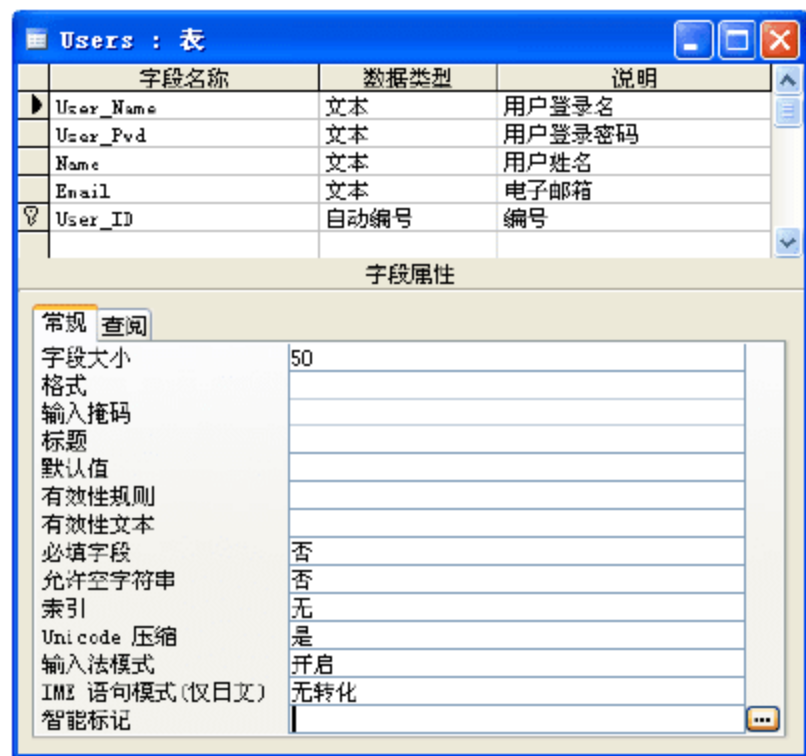 Users : 表
字段名称 数据类型 说明
User_Name 文本 用户登录名
User_Pwd 文本 用户登录密码
Name 文本 用户姓名
Email 文本 电子邮箱
User_ID 自动编号 编号
字段属性
常规 查阅
字段大小 50
格式
输入掩码
标题
默认值
有效性规则
有效性文本
必填字段 否
允许空字符串 否
索引 无
Unicode 压缩 是
输入法模式 开启
IME 语句模式(仅日文) 无转化
智能标记 ...